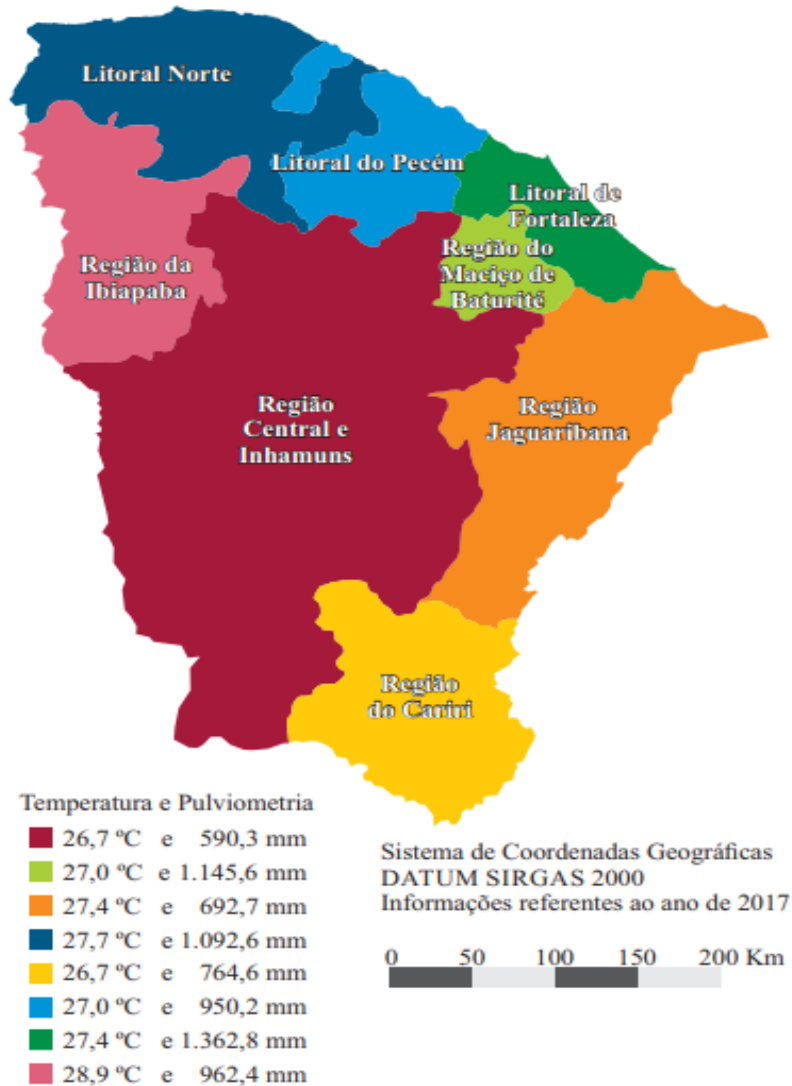 Litoral Norte
Litoral do Pecém
Litoral de
Fortaleza
Região do
Maciço de
Baturité
Região da
Ibiapaba
Região
Central e
Inhamuns
Região
Jaguaribana
Região
do Cariri
Temperatura e Pulviometria
26,7 ºC e 590,3 mm
27,0 ºC e 1.145,6 mm
27,4 ºC e 692,7 mm
27,7 ºC e 1.092,6 mm
26,7 ºC e 764,6 mm
27,0 ºC e 950,2 mm
27,4 ºC e 1.362,8 mm
28,9 ºC e 962,4 mm
Sistema de Coordenadas Geográficas
DATUM SIRGAS 2000
Informações referentes ao ano de 2017
0 50 100 150 200 Km